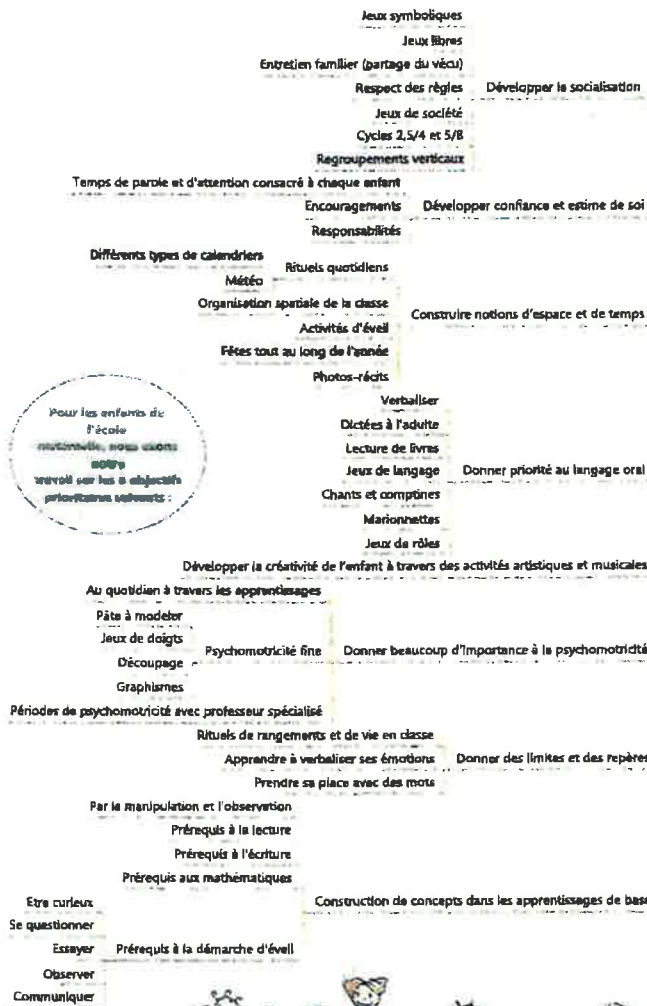 Jeux symboliques
Jeux libres
Entretien familier (partage du vécu)
Respect des règles
Développer la socialisation
Jeux de société
Cycles 2,5/4 et 5/8
Regroupements verticaux
Temps de parole et d'attention consacré à chaque enfant
Encouragements
Développer confiance et estime de soi
Responsabilités
Différents types de calendriers
Rituels quotidiens
Météo
Organisation spatiale de la classe
Construire notions d'espace et de temps
Activités d'éveil
Fêtes tout au long de l'année
Photos-récits
Pour les enfants de
l'école
maternelle, nous axons
notre
travail sur les 8 objectifs
prioritaires suivants :
Verbaliser
Dictées à l'adulte
Lecture de livres
Jeux de langage
Donner priorité au langage oral
Chants et comptines
Marionnettes
Jeux de rôles
Développer la créativité de l'enfant à travers des activités artistiques et musicales
Au quotidien à travers les apprentissages
Pâte à modeler
Jeux de doigts
Psychomotricité fine
Donner beaucoup d'importance à la psychomotricité
Découpage
Graphismes
Périodes de psychomotricité avec professeur spécialisé
Rituels de rangements et de vie en classe
Apprendre à verbaliser ses émotions
Donner des limites et des repères
Prendre sa place avec des mots
Par la manipulation et l'observation
Prérequis à la lecture
Prérequis à l'écriture
Prérequis aux mathématiques
Construction de concepts dans les apprentissages de base
Etre curieux
Se questionner
Essayer
Prérequis à la démarche d'éveil
Observer
Communiquer